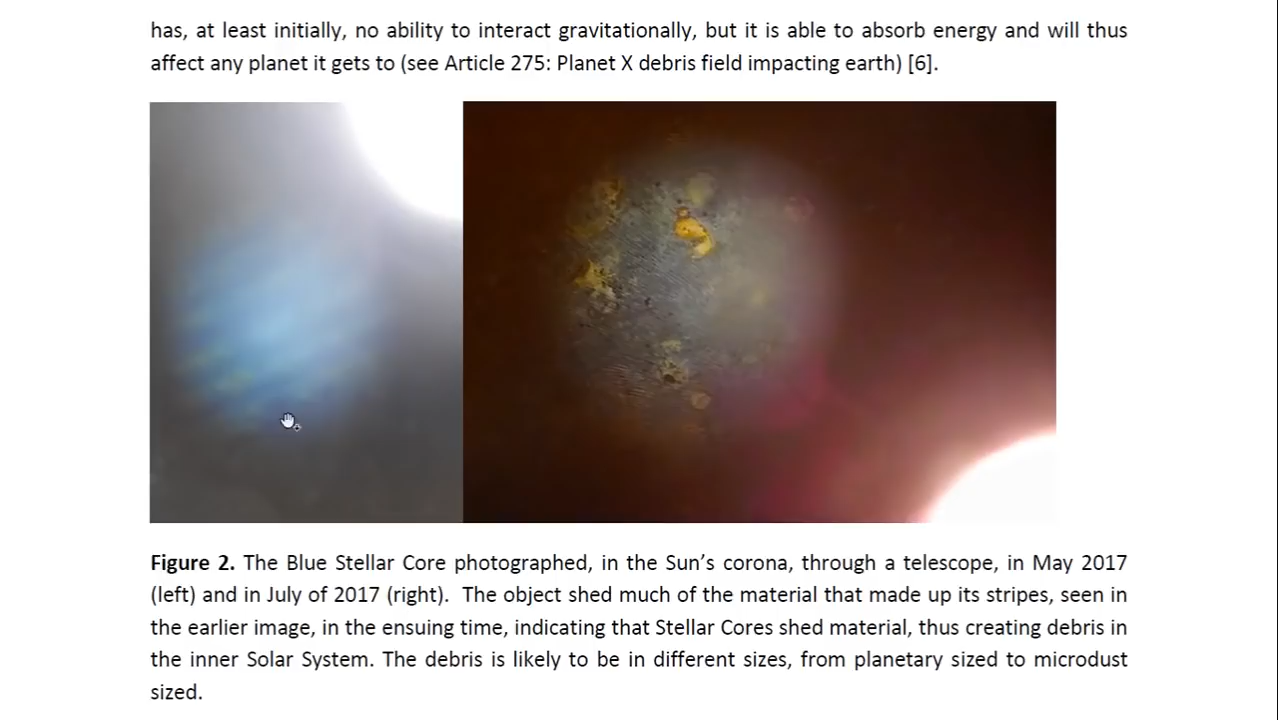 has, at least initially, no ability to interact gravitationally, but it is able to absorb energy and will thus
affect any planet it gets to (see Article 275: Planet X debris field impacting earth) [6].
Figure 2. The Blue Stellar Core photographed, in the Sun’s corona, through a telescope, in May 2017
(left) and in July of 2017 (right).  The object shed much of the material that made up its stripes, seen in
the earlier image, in the ensuing time, indicating that Stellar Cores shed material, thus creating debris in
the inner Solar System. The debris is likely to be in different sizes, from planetary sized to microdust
sized.